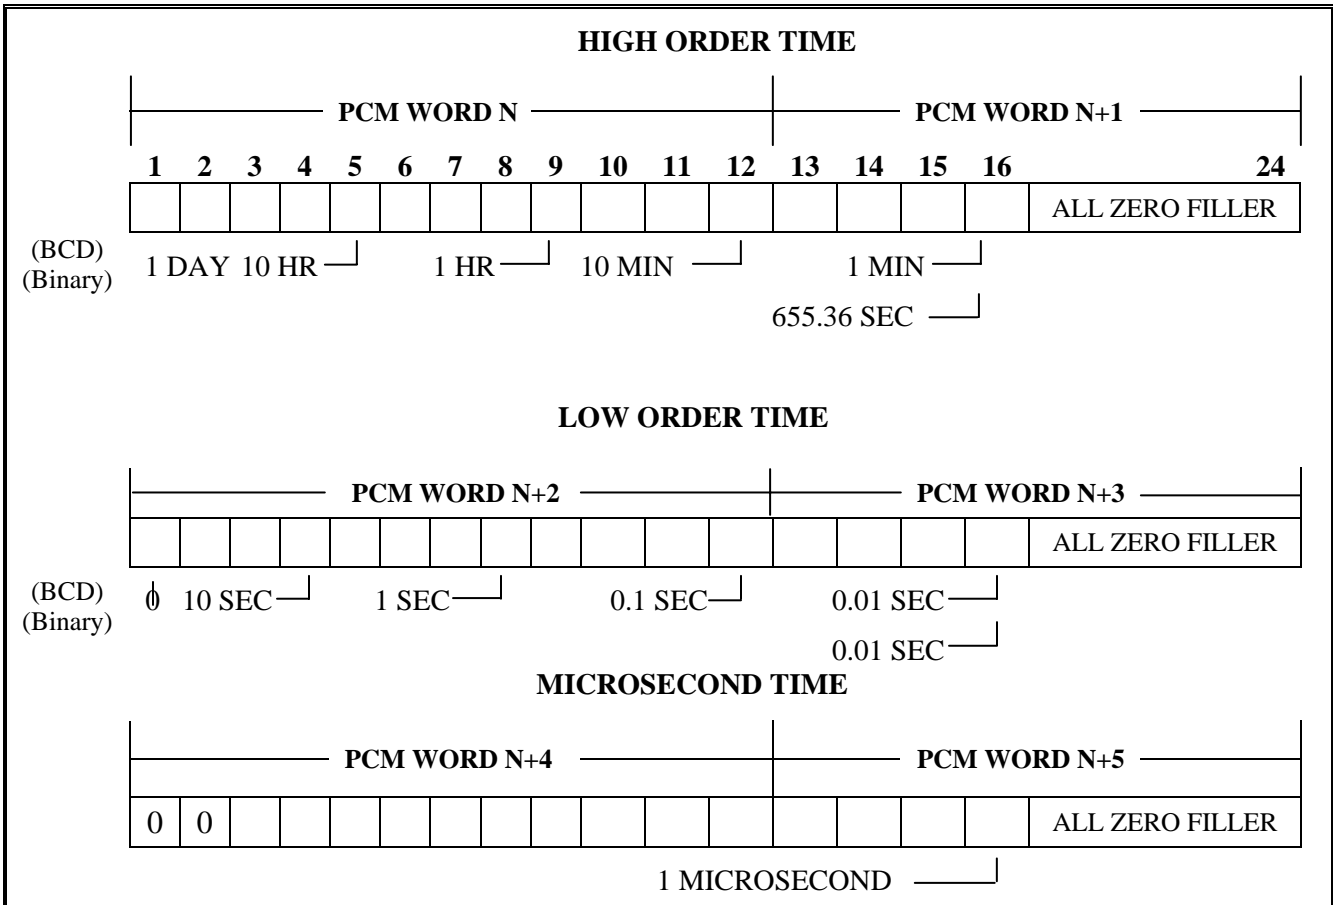 HIGH ORDER TIME
PCM WORD N PCM WORD N+1
1 2 3 4 5 6 7 8 9 10 11 12 13 14 15 16 24
ALL ZERO FILLER
(BCD) 1 DAY 10 HR 1 HR 10 MIN 1 MIN
(Binary) 655.36 SEC
LOW ORDER TIME
PCM WORD N+2 PCM WORD N+3
ALL ZERO FILLER
(BCD) 0 10 SEC 1 SEC 0.1 SEC 0.01 SEC
(Binary) 0.01 SEC
MICROSECOND TIME
PCM WORD N+4 PCM WORD N+5
0 0 ALL ZERO FILLER
1 MICROSECOND